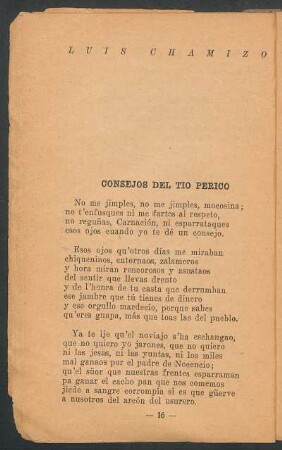 LUIS CHAMIZO
CONSEJOS DEL TIO PERICO
No me jimples, no me jimples, mocosina;
no t'enfusques ni me fartes al respeto,
no reguñas, Carnación, ni esparrataques
esos ojos cuando yo te dé un consejo.
Esos ojos qu'otros días me miraban
chiqueninos, enternaos, zalameros
y hora miran rencorosos y asustaos
del sentir que llevas drento
y de l'honra de tu casta que derrumban
ese jambre que tú tienes de dinero
y ese orgullo mardecío, porque sabes
qu'eres guapa, más que toas las del pueblo.
Ya te ije qu'el noviajo s'ha eschangao,
que no quiero yo jarones, que no quiero
ni las jesas, ni las yuntas, ni los miles
mal ganaos por el padre de Nocencio;
qu'el süor que nuestras frentes esparraman
pa ganar el cacho pan que nos comemos
jiede a sangre corrompía si es que güerve
a nusotros del arcón del usurero.
— 16 —